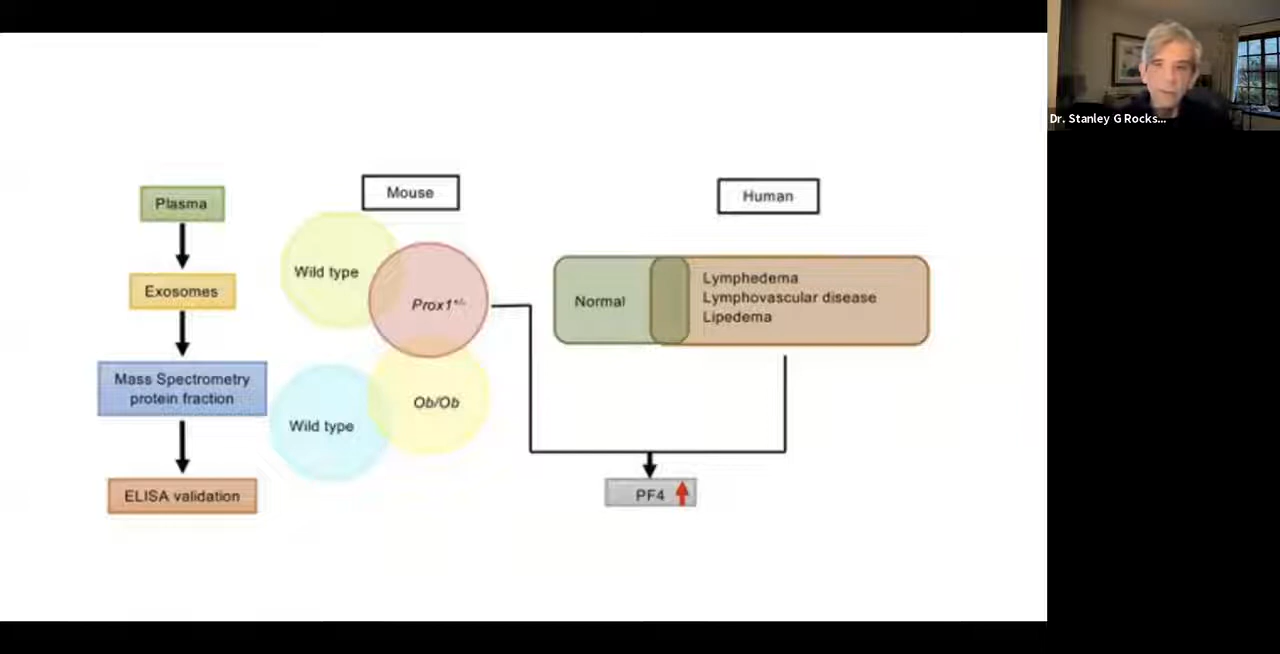 Dr. Stanley G Rocks...
Plasma
Exosomes
Mass Spectrometry
protein fraction
ELISA validation
Mouse
Wild type
Prox1+/-
Ob/Ob
Wild type
Human
Normal
Lymphedema
Lymphovascular disease
Lipedema
PF4